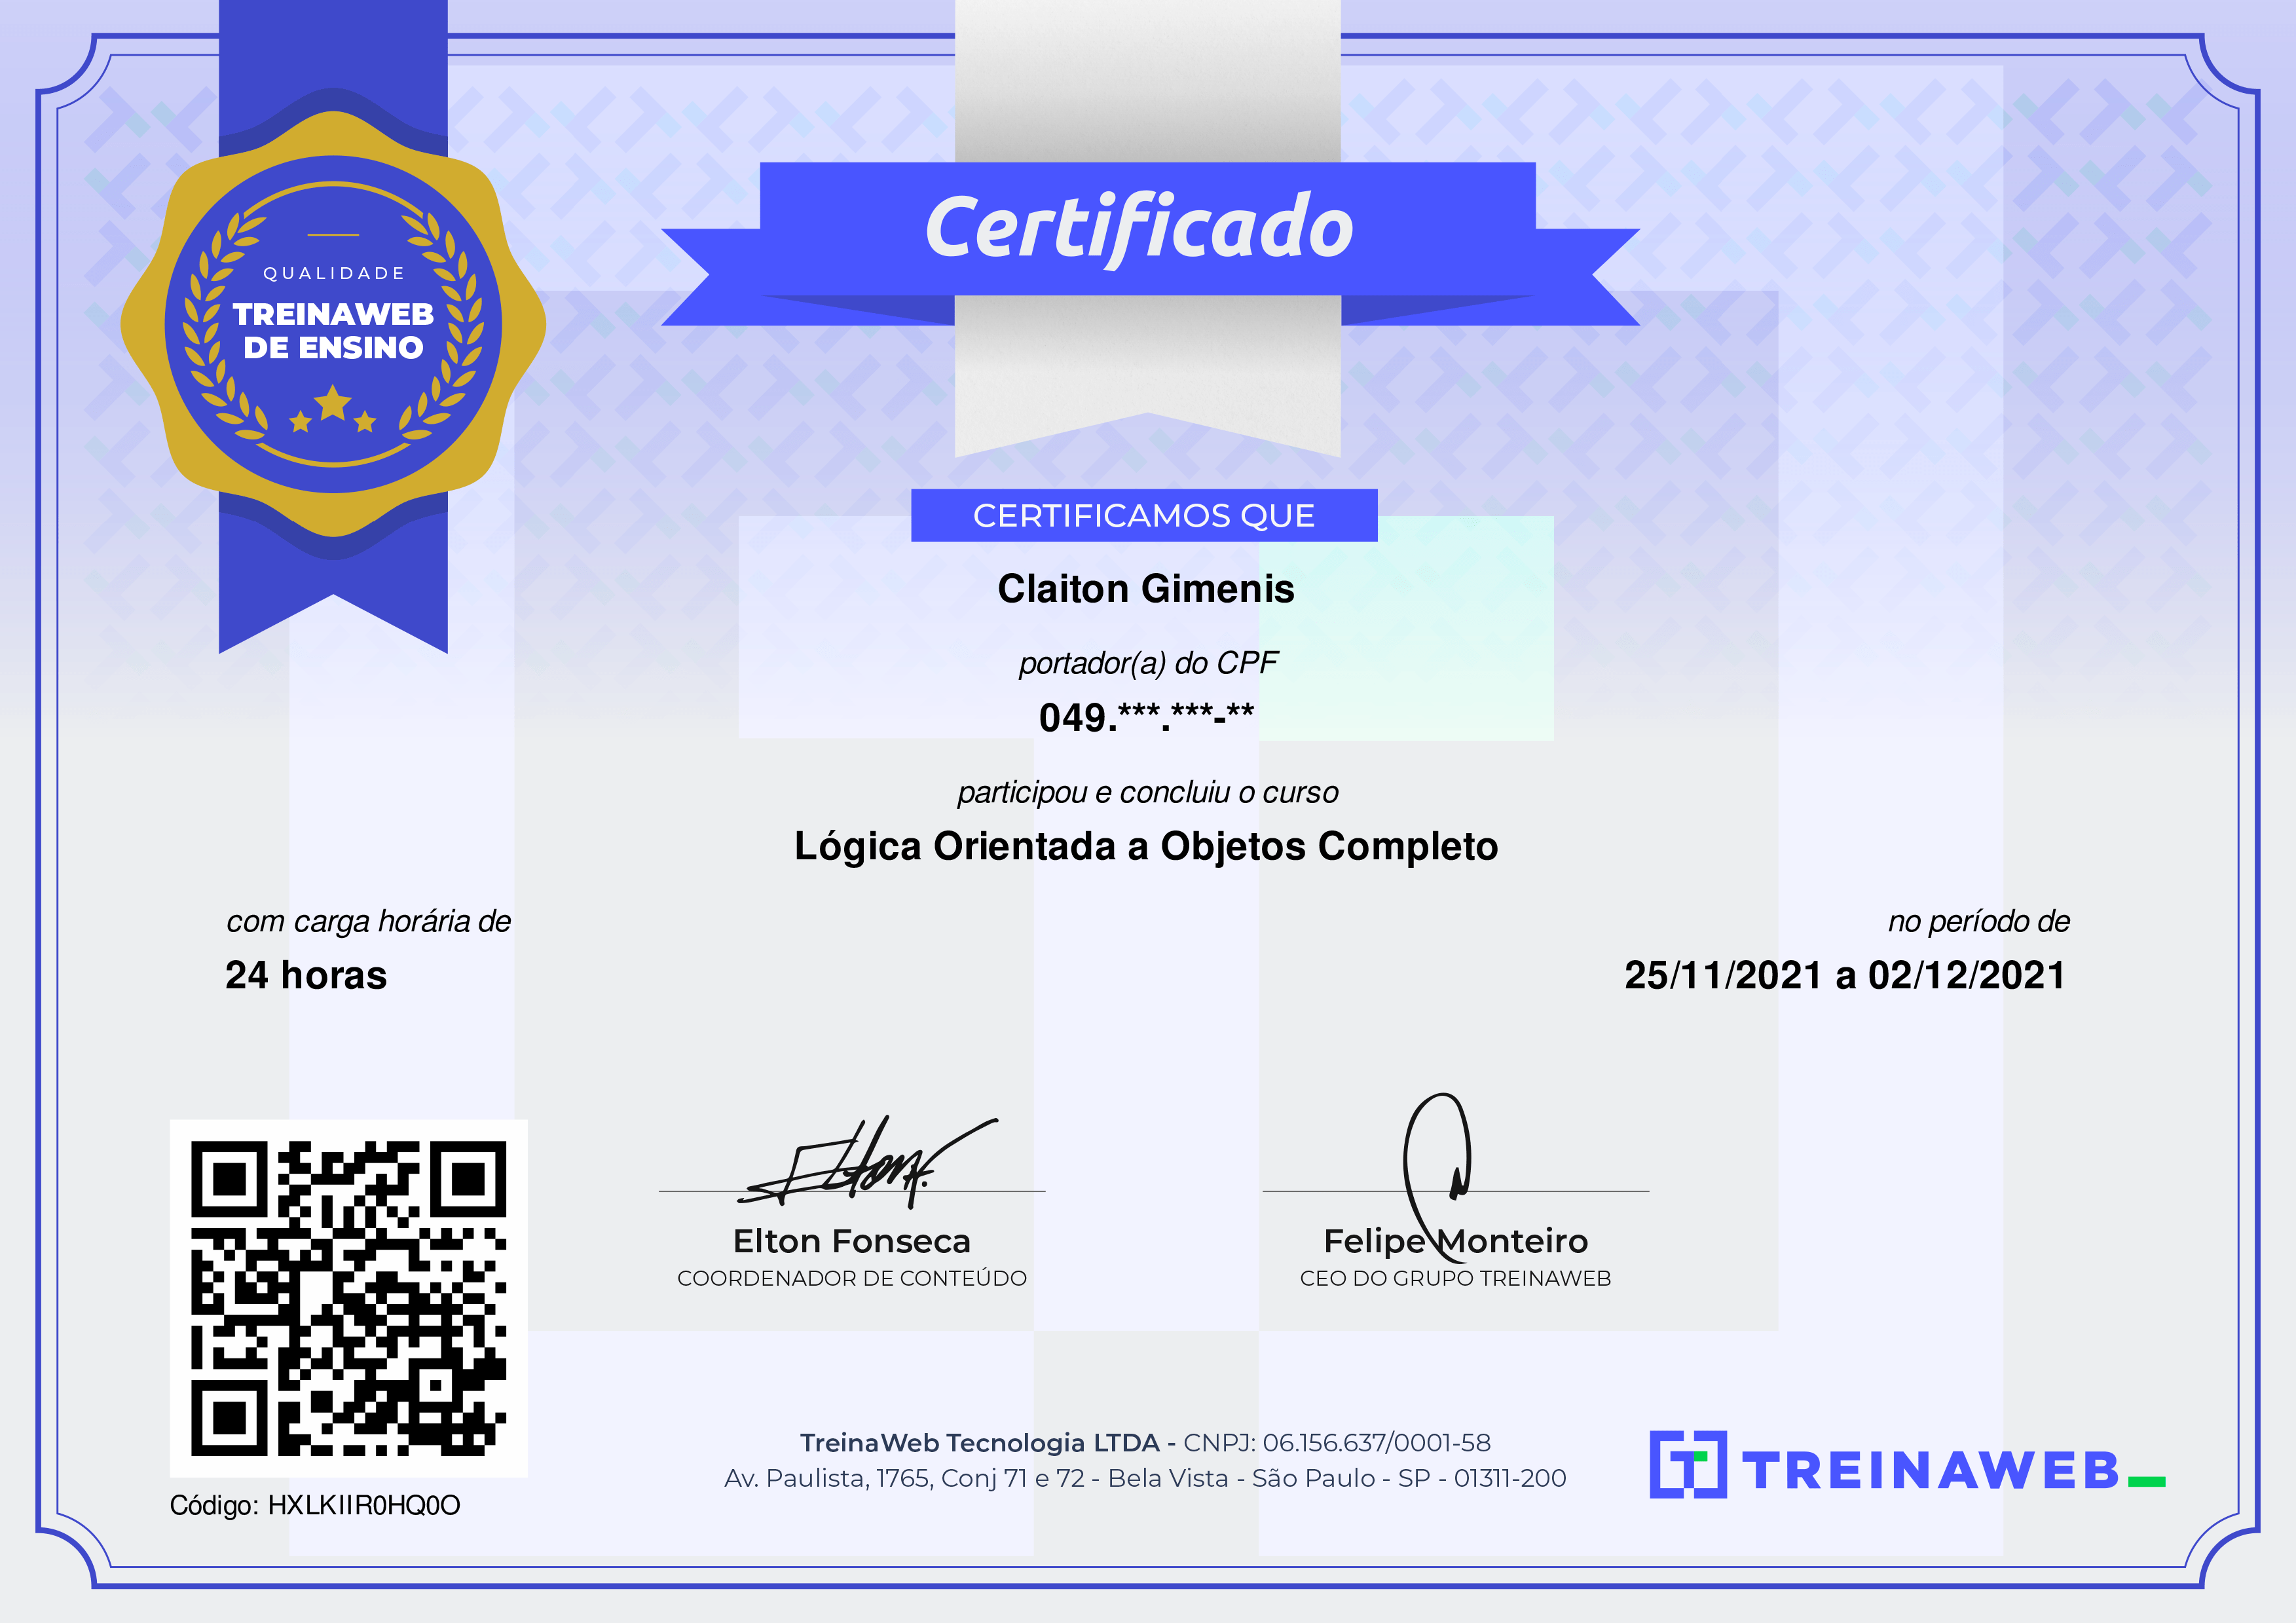 Certificado
QUALIDADE
TREINAWEB
DE ENSINO
CERTIFICAMOS QUE
Claiton Gimenis
portador(a) do CPF
049.***.***-**
participou e concluiu o curso
Lógica Orientada a Objetos Completo
com carga horária de
24 horas
no período de
25/11/2021 a 02/12/2021
Elton Fonseca
COORDENADOR DE CONTEÚDO
Felipe Monteiro
CEO DO GRUPO TREINAWEB
TreinaWeb Tecnologia LTDA - CNPJ: 06.156.637/0001-58
Av. Paulista, 1765, Conj 71 e 72 - Bela Vista - São Paulo - SP - 01311-200
TREINAWEB
Código: HXLKIIR0HQ0O